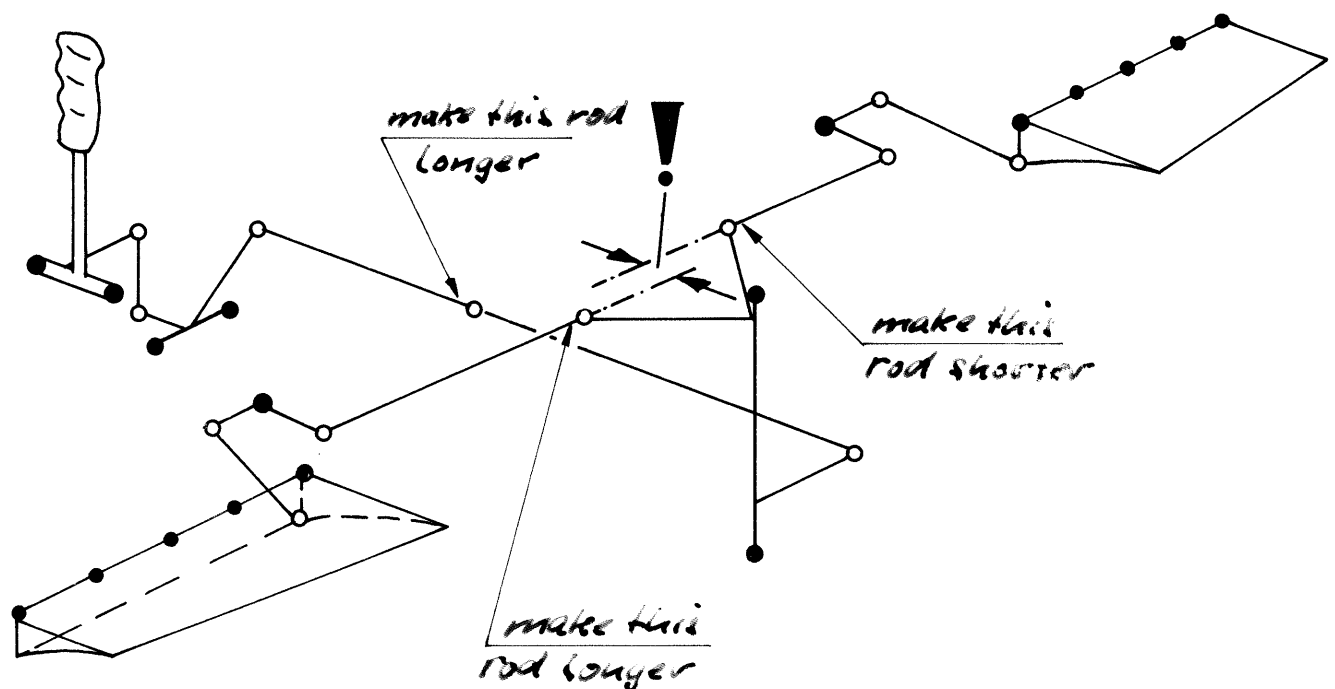 make this rod
longer
!
make this
rod shorter
make this
rod longer